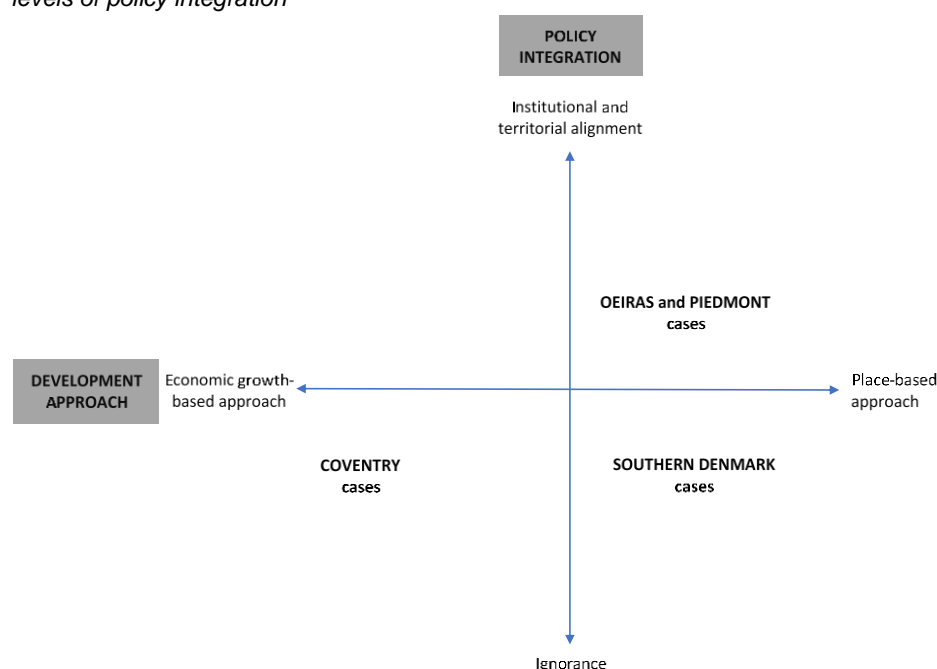 levels of policy integration
POLICY
INTEGRATION
Institutional and
territorial alignment
OEIRAS and PIEDMONT
cases
DEVELOPMENT
APPROACH
Economic growth-
based approach
Place-based
approach
COVENTRY
cases
SOUTHERN DENMARK
cases
Ignorance